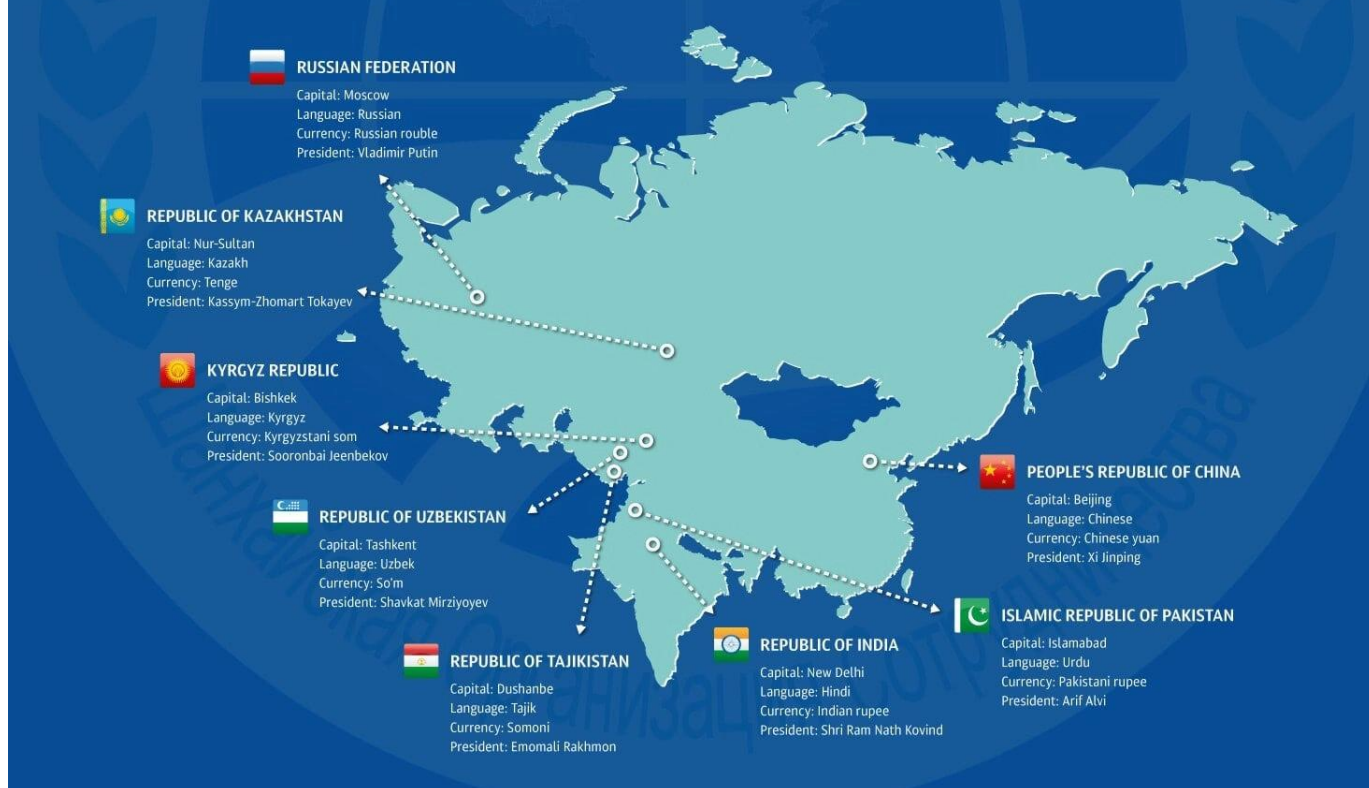 RUSSIAN FEDERATION
Capital: Moscow
Language: Russian
Currency: Russian rouble
President: Vladimir Putin
REPUBLIC OF KAZAKHSTAN
Capital: Nur-Sultan
Language: Kazakh
Currency: Tenge
President: Kassym-Zhomart Tokayev
KYRGYZ REPUBLIC
Capital: Bishkek
Language: Kyrgyz
Currency: Kyrgyzstani som
President: Sooronbai Jeenbekov
REPUBLIC OF UZBEKISTAN
Capital: Tashkent
Language: Uzbek
Currency: So'm
President: Shavkat Mirziyoyev
REPUBLIC OF TAJIKISTAN
Capital: Dushanbe
Language: Tajik
Currency: Somoni
President: Emomali Rakhmon
REPUBLIC OF INDIA
Capital: New Delhi
Language: Hindi
Currency: Indian rupee
President: Shri Ram Nath Kovind
PEOPLE'S REPUBLIC OF CHINA
Capital: Beijing
Language: Chinese
Currency: Chinese yuan
President: Xi Jinping
ISLAMIC REPUBLIC OF PAKISTAN
Capital: Islamabad
Language: Urdu
Currency: Pakistani rupee
President: Arif Alvi
Шанхайская Организация Сотрудничества